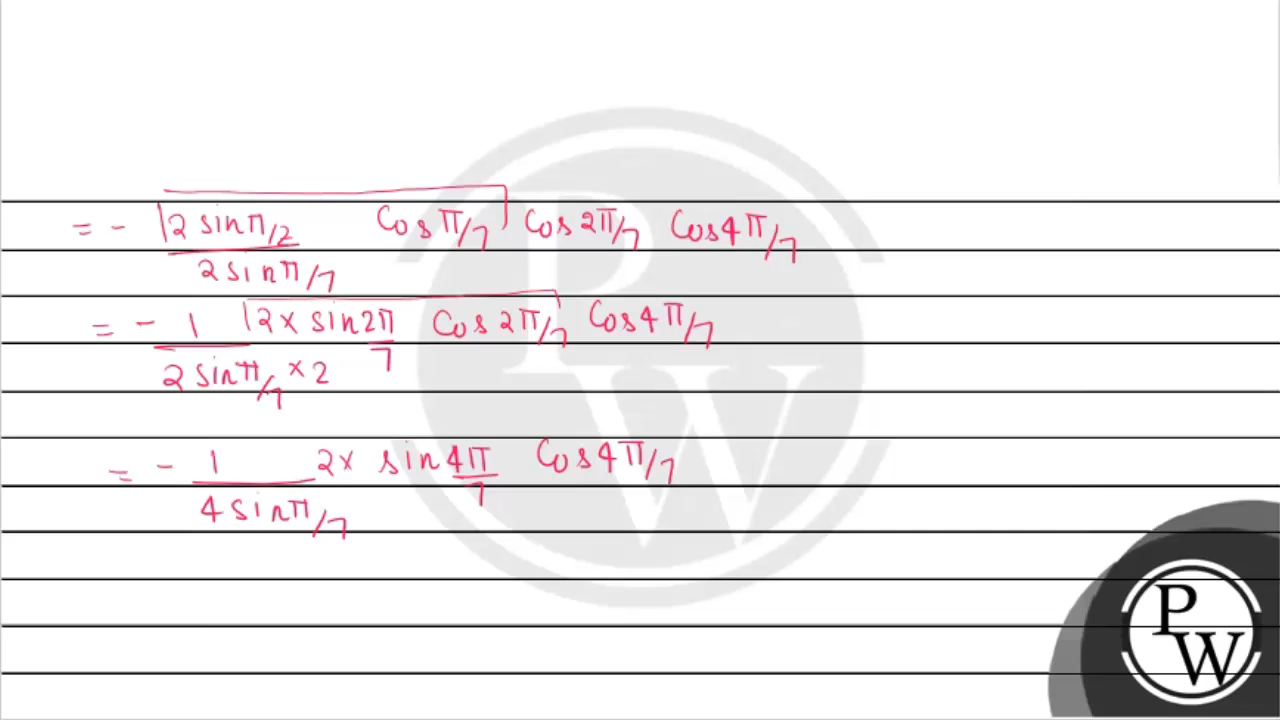 = - 2 sin π/2 / 2 sin π/7 cos π/7 cos 2π/7 cos 4π/7
= - 1 / 2 sin π/7 × 2 2 × sin 2π/7 cos 2π/7 cos 4π/7
= - 1 / 4 sin π/7 2 × sin 4π/7 cos 4π/7
P
W
P
W